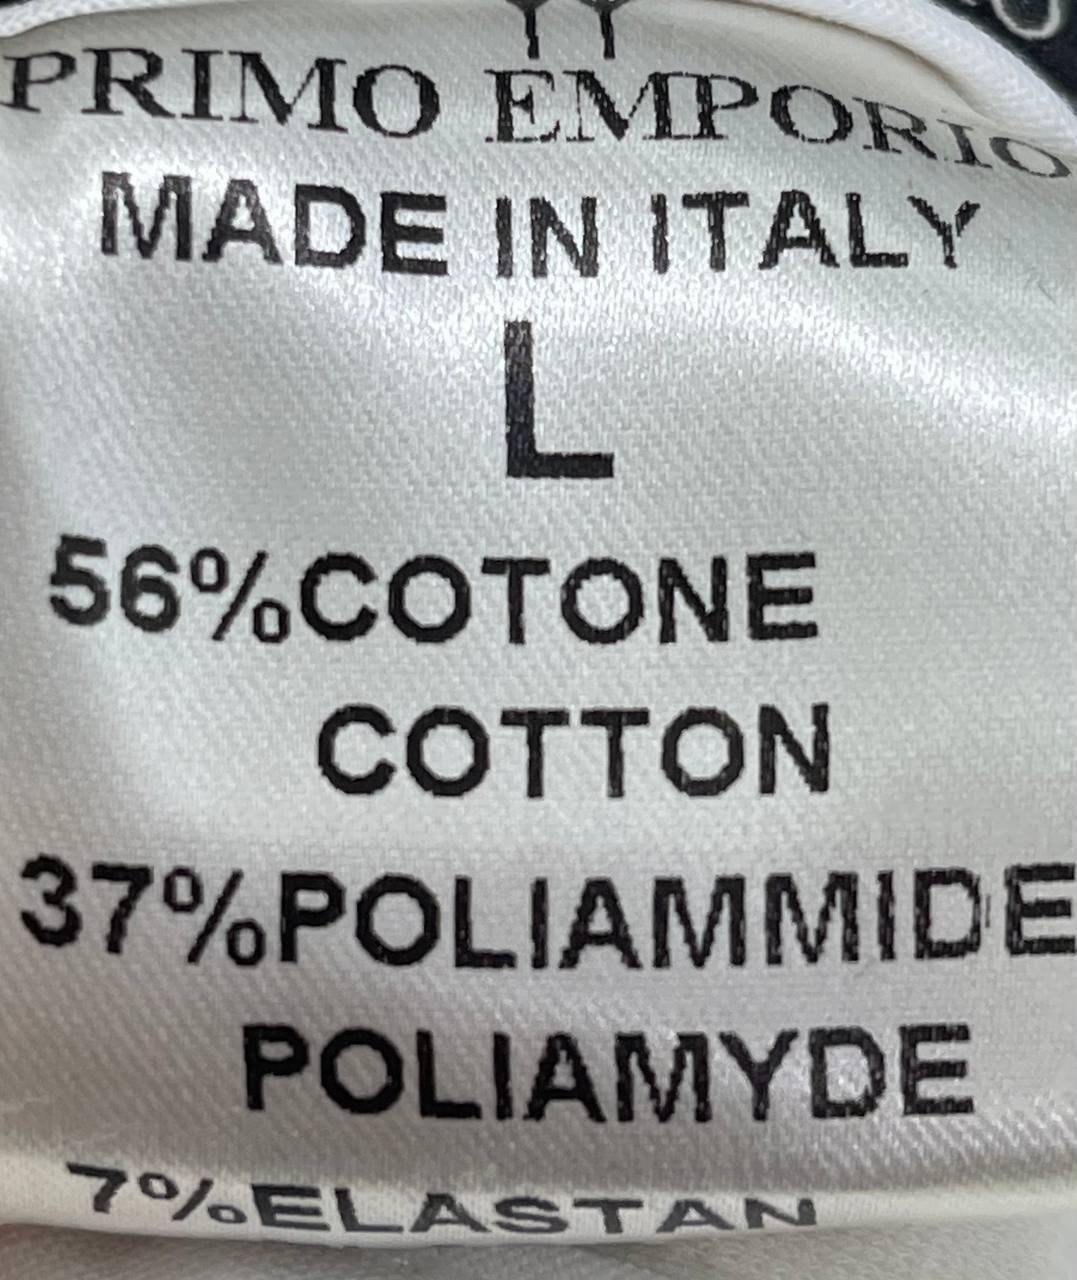 PRIMO EMPORIO
MADE IN ITALY
L
56%COTONE
COTTON
37%POLIAMMIDE
POLIAMYDE
7%ELASTAN